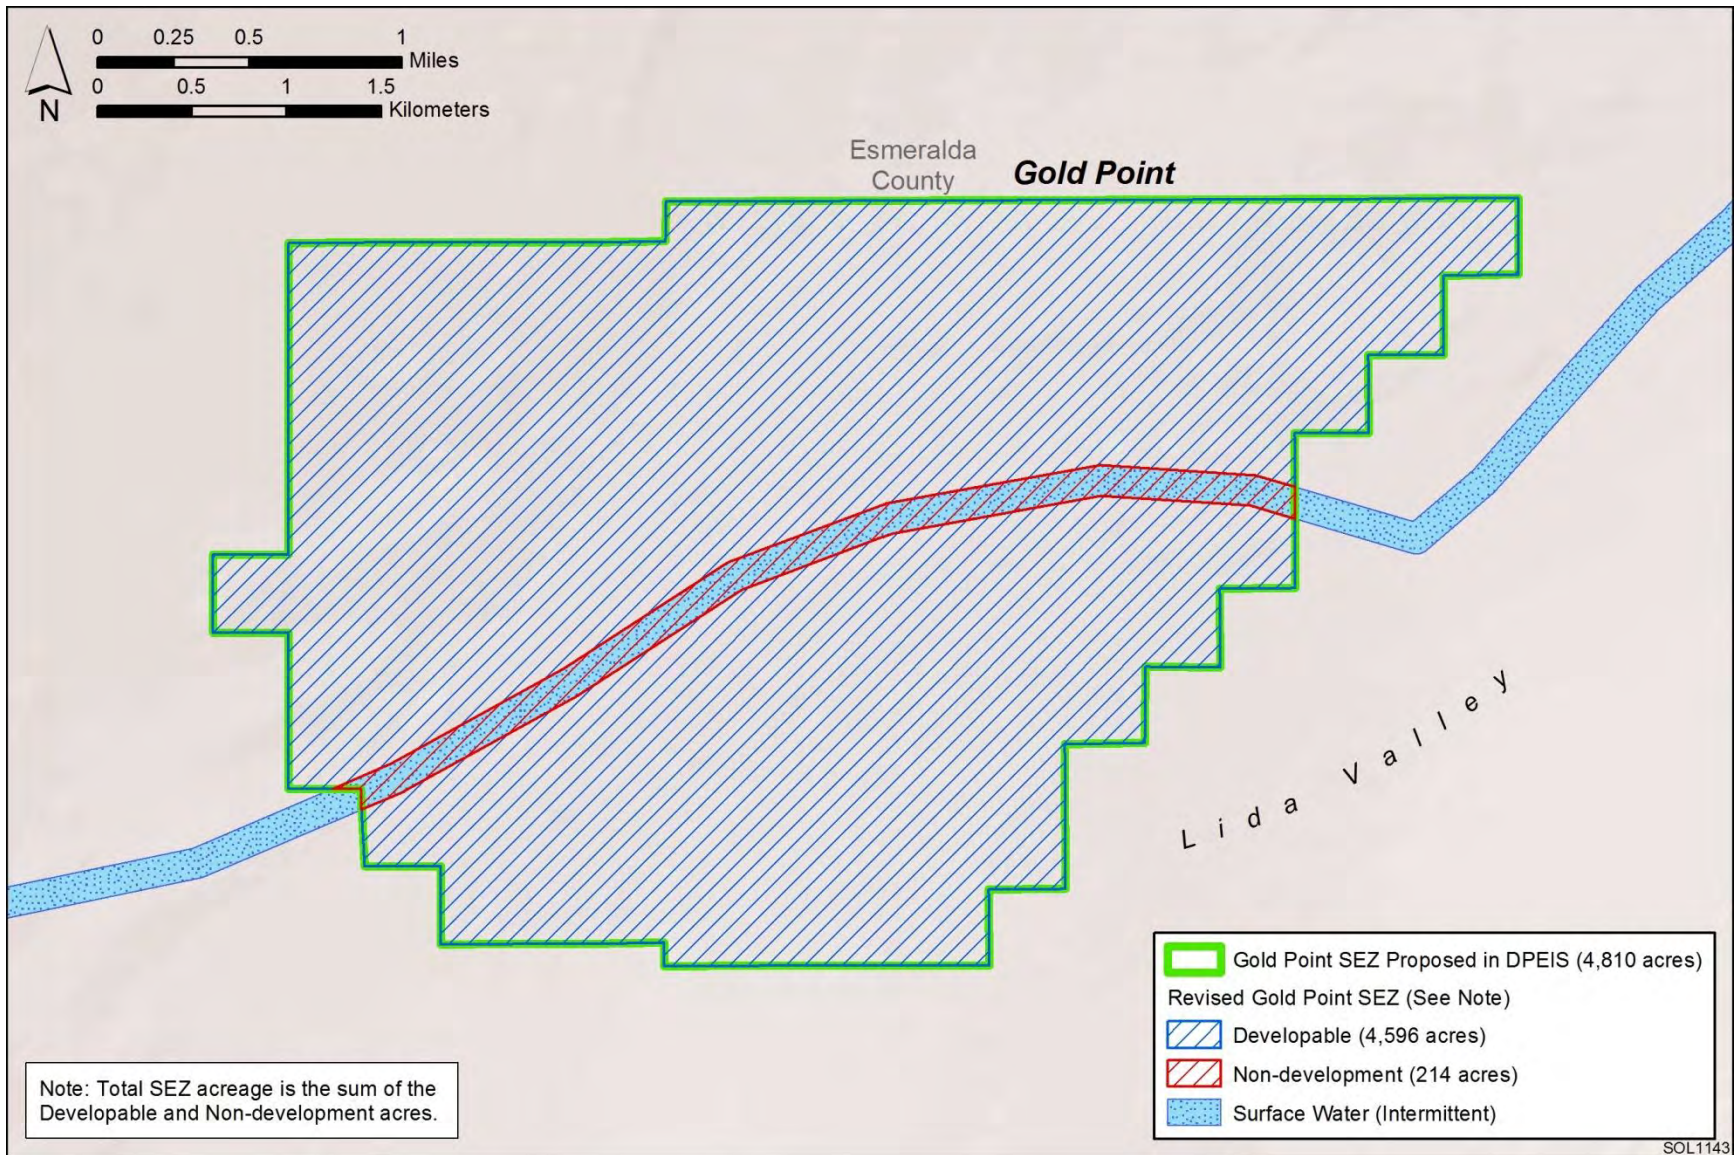 0 0.25 0.5 1
Miles
0 0.5 1 1.5
Kilometers
N
Esmeralda
County
Gold Point
Lida Valley
Gold Point SEZ Proposed in DPEIS (4,810 acres)
Revised Gold Point SEZ (See Note)
Developable (4,596 acres)
Non-development (214 acres)
Surface Water (Intermittent)
Note: Total SEZ acreage is the sum of the
Developable and Non-development acres.
SOL1143